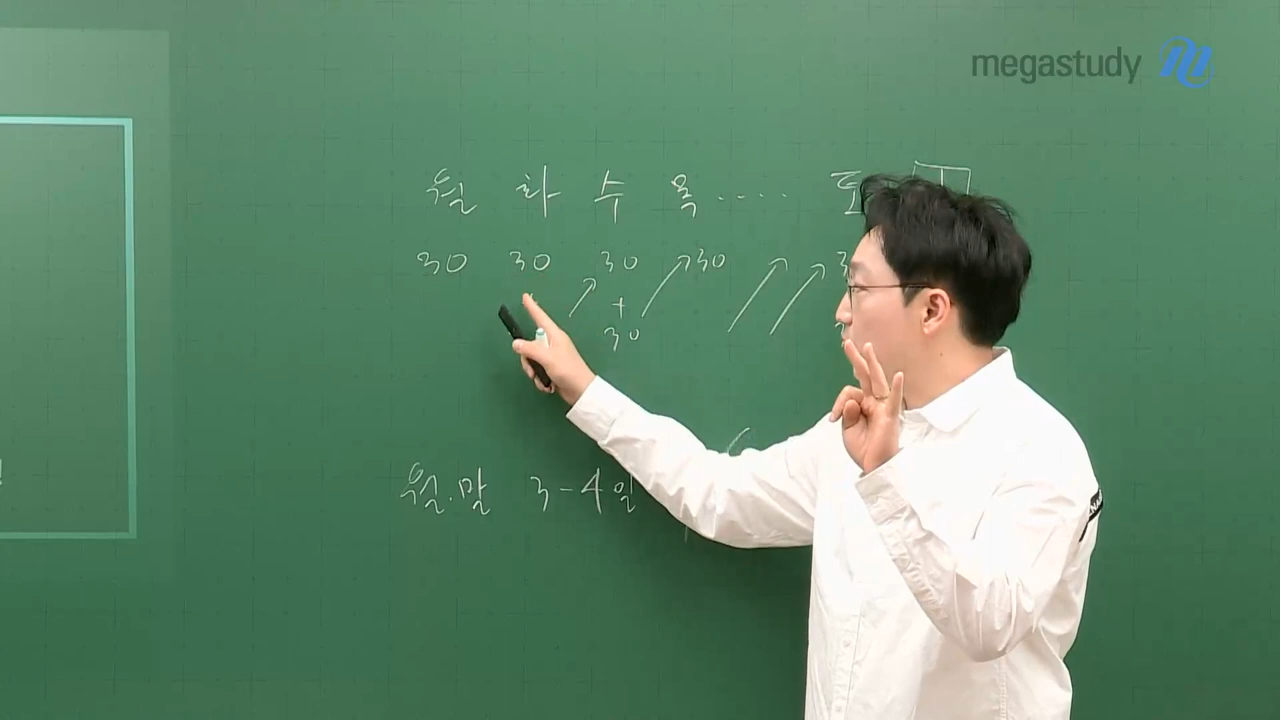 megastudy
월 화 수 목 ···· 토
30 30 30 30
+
30
월.말 3-4일